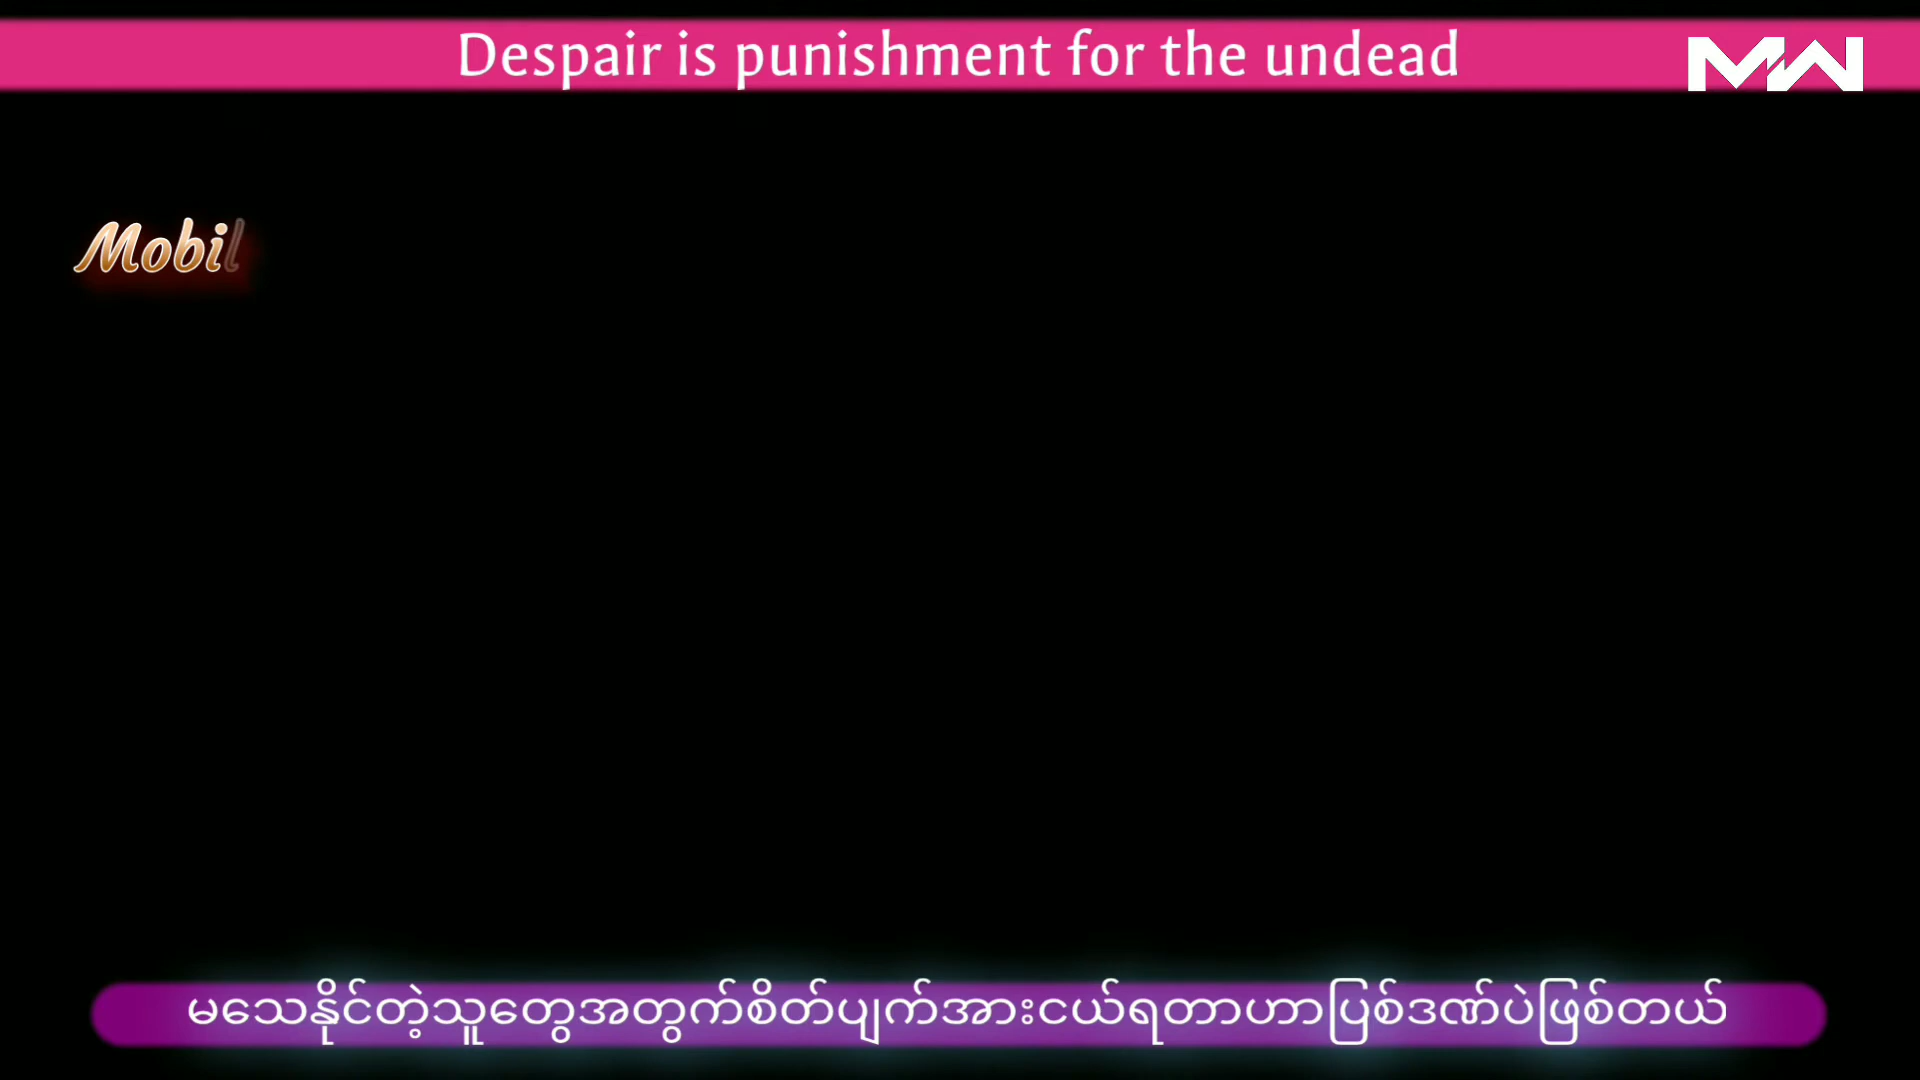 Despair is punishment for the undead
MW
Mobil
မသေနိုင်တဲ့သူတွေအတွက်စိတ်ပျက်အားငယ်ရတာဟာပြစ်ဒဏ်ပဲဖြစ်တယ်